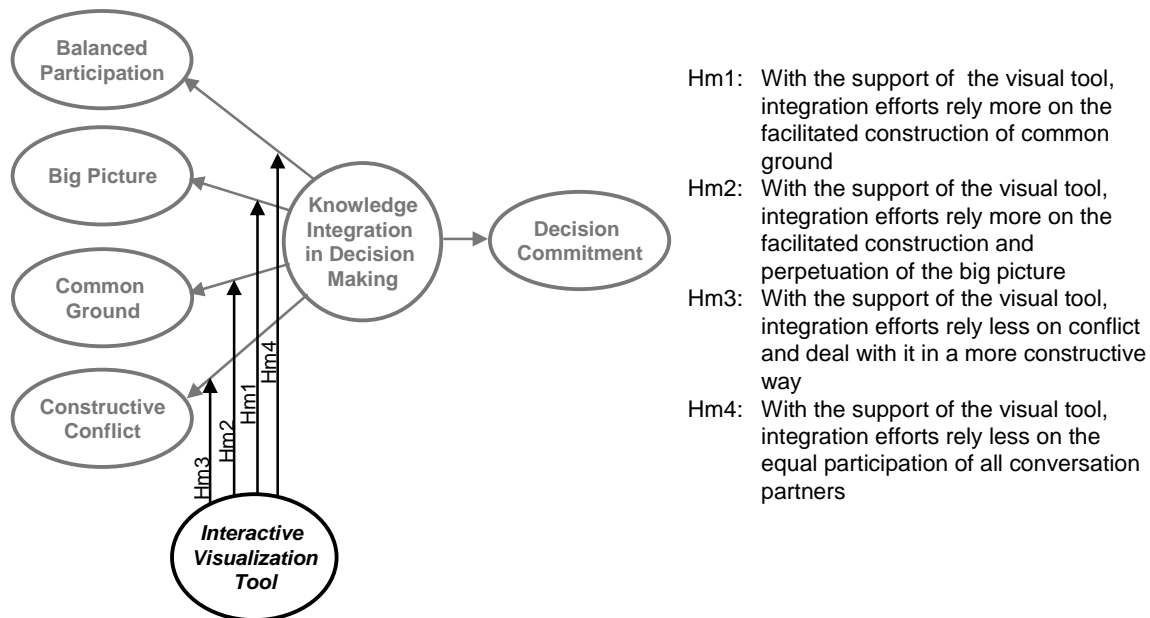 Balanced
Participation
Big Picture
Common
Ground
Constructive
Conflict
Knowledge
Integration
in Decision
Making
Decision
Commitment
Hm3
Hm2
Hm1
Hm4
Interactive
Visualization
Tool
Hm1: With the support of the visual tool,
integration efforts rely more on the
facilitated construction of common
ground
Hm2: With the support of the visual tool,
integration efforts rely more on the
facilitated construction and
perpetuation of the big picture
Hm3: With the support of the visual tool,
integration efforts rely less on conflict
and deal with it in a more constructive
way
Hm4: With the support of the visual tool,
integration efforts rely less on the
equal participation of all conversation
partners